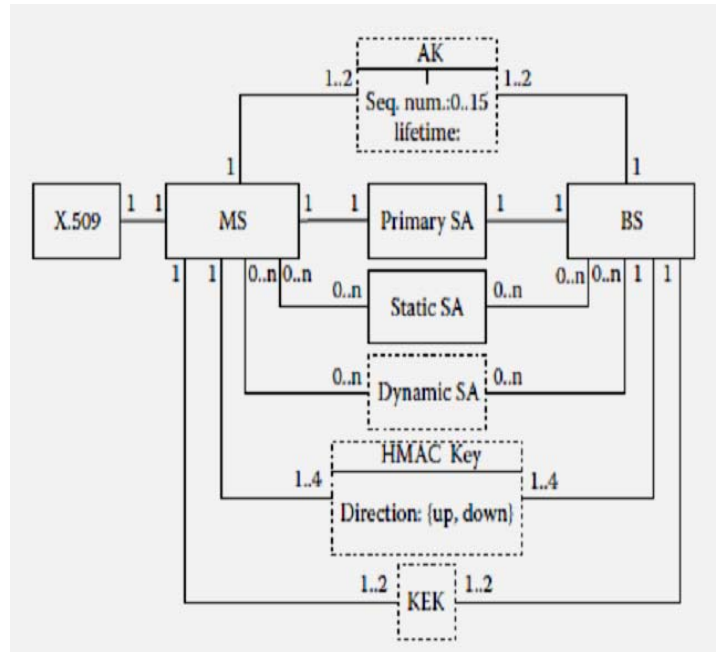 AK
1..2 1..2
Seq. num.:0..15
lifetime:
1 1
X.509 1 1 MS 1 1 Primary SA 1 1 BS
1 1 0..n 0..n 0..n 0..n 1 1
0..n Static SA 0..n
0..n Dynamic SA 0..n
HMAC Key
1..4 1..4
Direction: {up, down}
1..2 KEK 1..2